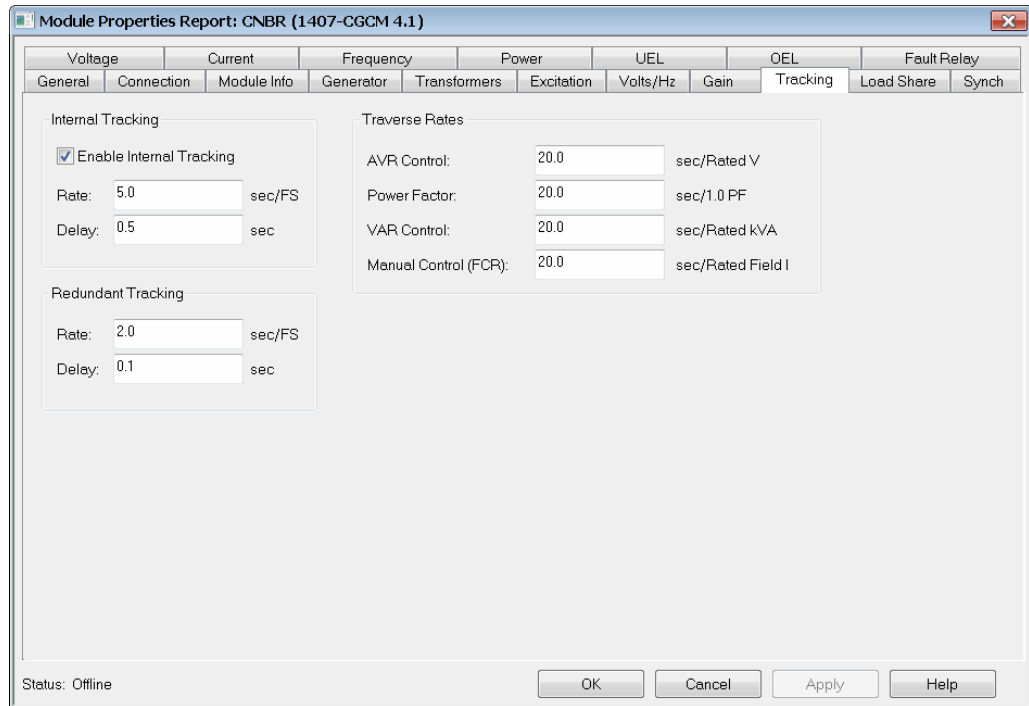 Module Properties Report: CNBR (1407-CGCM 4.1)
Voltage Current Frequency Power UEL OEL Fault Relay
General Connection Module Info Generator Transformers Excitation Volts/Hz Gain Tracking Load Share Synch
Internal Tracking
Enable Internal Tracking
Rate: 5.0 sec/FS
Delay: 0.5 sec
Redundant Tracking
Rate: 2.0 sec/FS
Delay: 0.1 sec
Traverse Rates
AVR Control: 20.0 sec/Rated V
Power Factor: 20.0 sec/1.0 PF
VAR Control: 20.0 sec/Rated kVA
Manual Control (FCR): 20.0 sec/Rated Field I
Status: Offline
OK Cancel Apply Help